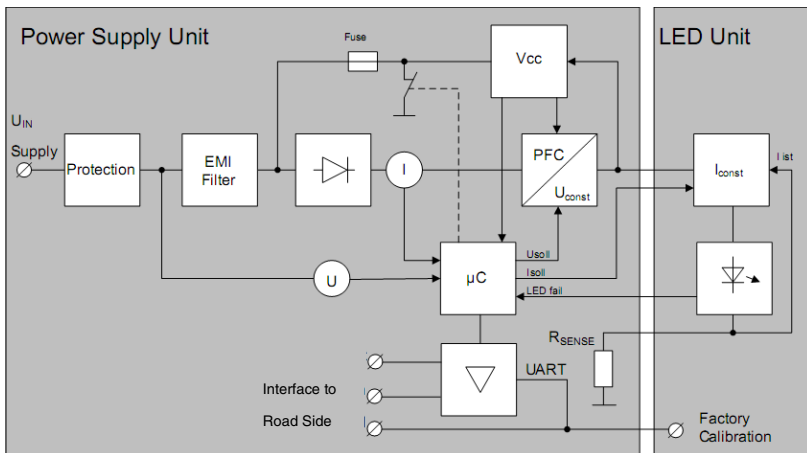 Power Supply Unit
LED Unit
Fuse
Vcc
U_IN
Supply
Protection
EMI
Filter
I
PFC
U_const
I_const
I ist
Usoll
Isoll
LED fail
µC
U
R_SENSE
UART
Interface to
Road Side
Factory
Calibration